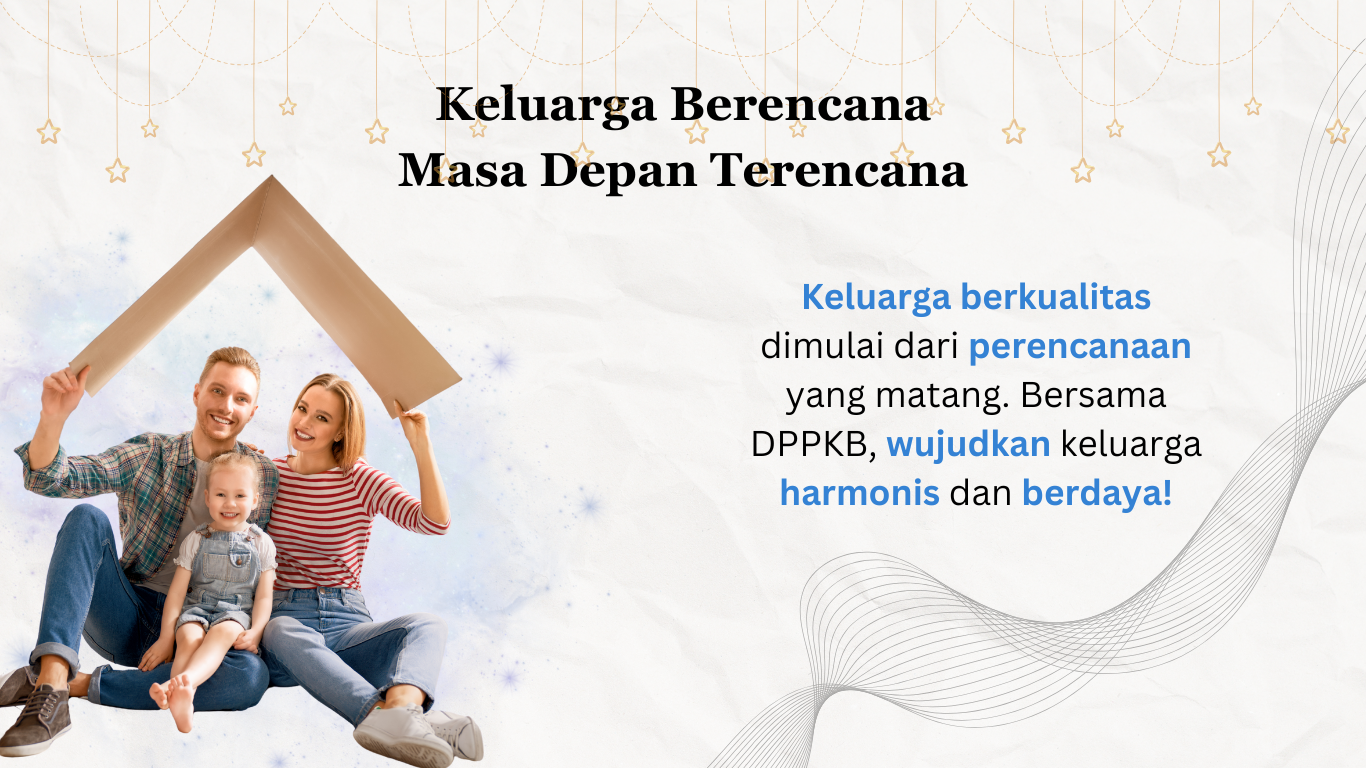 Keluarga Berencana
Masa Depan Terencana
Keluarga berkualitas
dimulai dari perencanaan
yang matang. Bersama
DPPKB, wujudkan keluarga
harmonis dan berdaya!